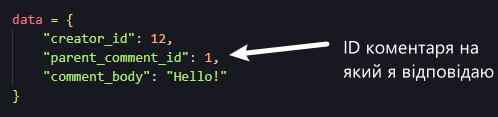 data = {
"creator_id": 12,
"parent_comment_id": 1,
"comment_body": "Hello!"
}
ID коментаря на
який я відповідаю